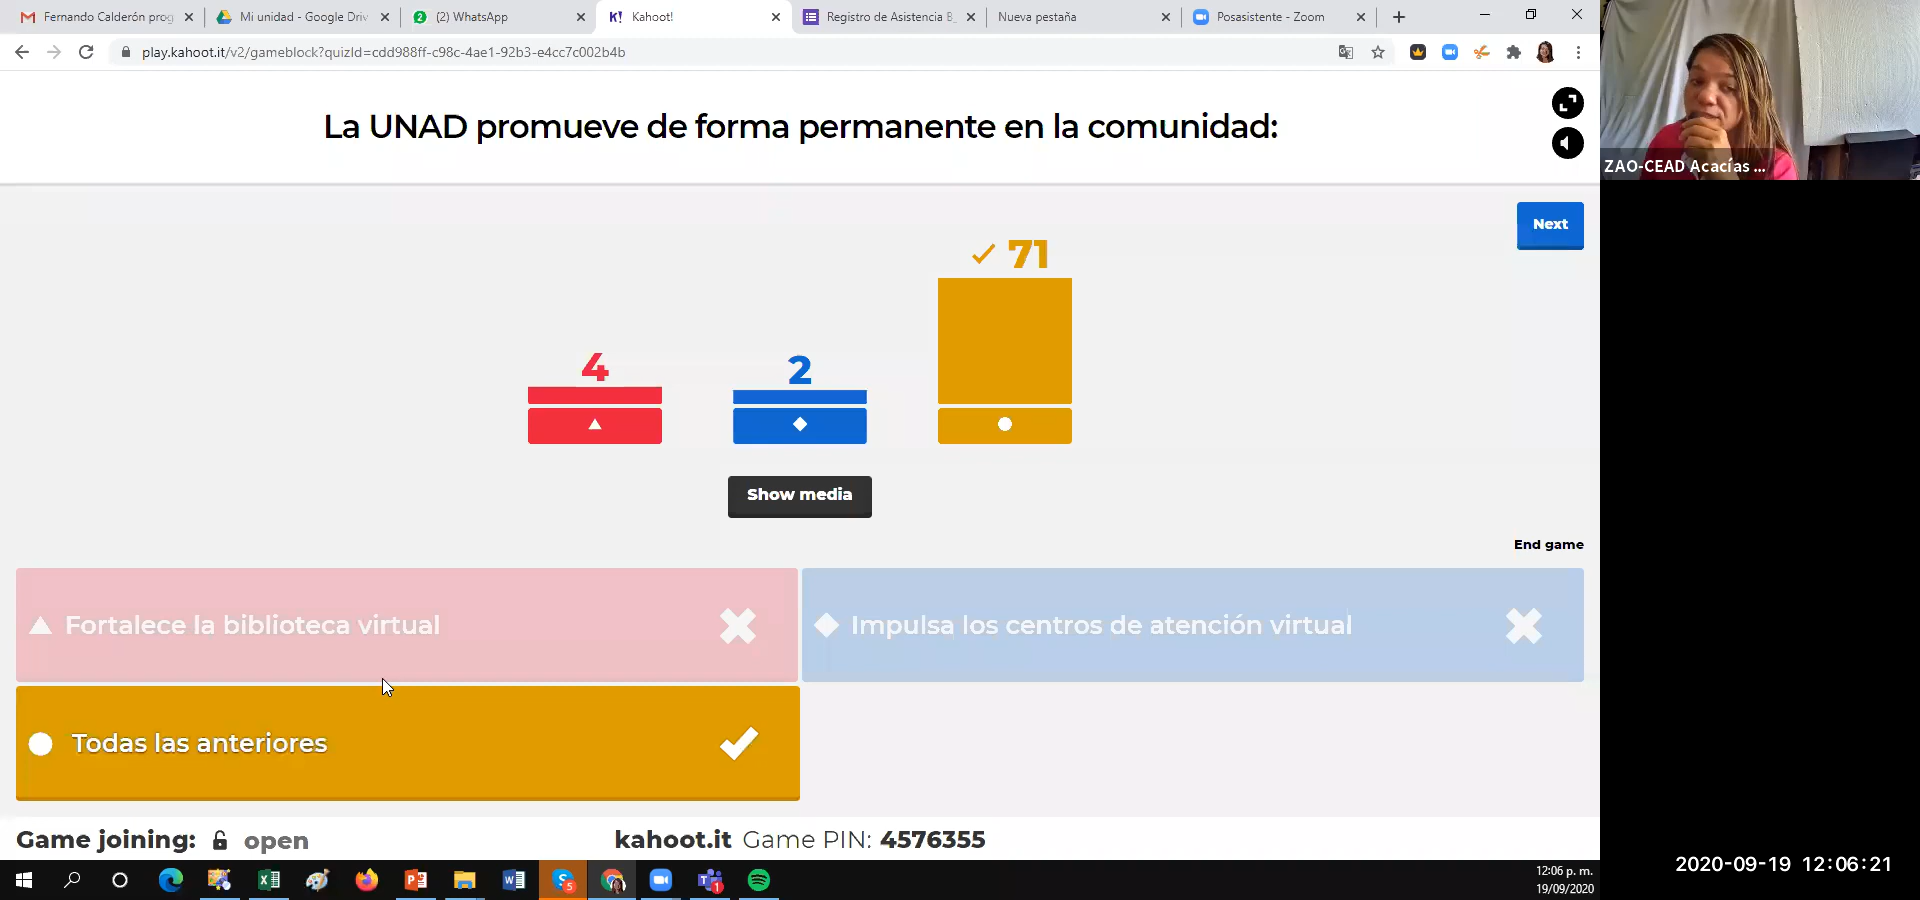 Fernando Calderón prog
Mi unidad - Google Driv
(2) WhatsApp
Kahoot!
Registro de Asistencia B
Nueva pestaña
Posasistente - Zoom
play.kahoot.it/v2/gameblock?quizId=cdd988ff-c98c-4ae1-92b3-e4cc7c002b4b
La UNAD promueve de forma permanente en la comunidad:
ZAO-CEAD Acacías ...
Next
71
4
2
Show media
End game
Fortalece la biblioteca virtual
Impulsa los centros de atención virtual
Todas las anteriores
Game joining: open
kahoot.it Game PIN: 4576355
12:06 p. m.
19/09/2020
2020-09-19 12:06:21